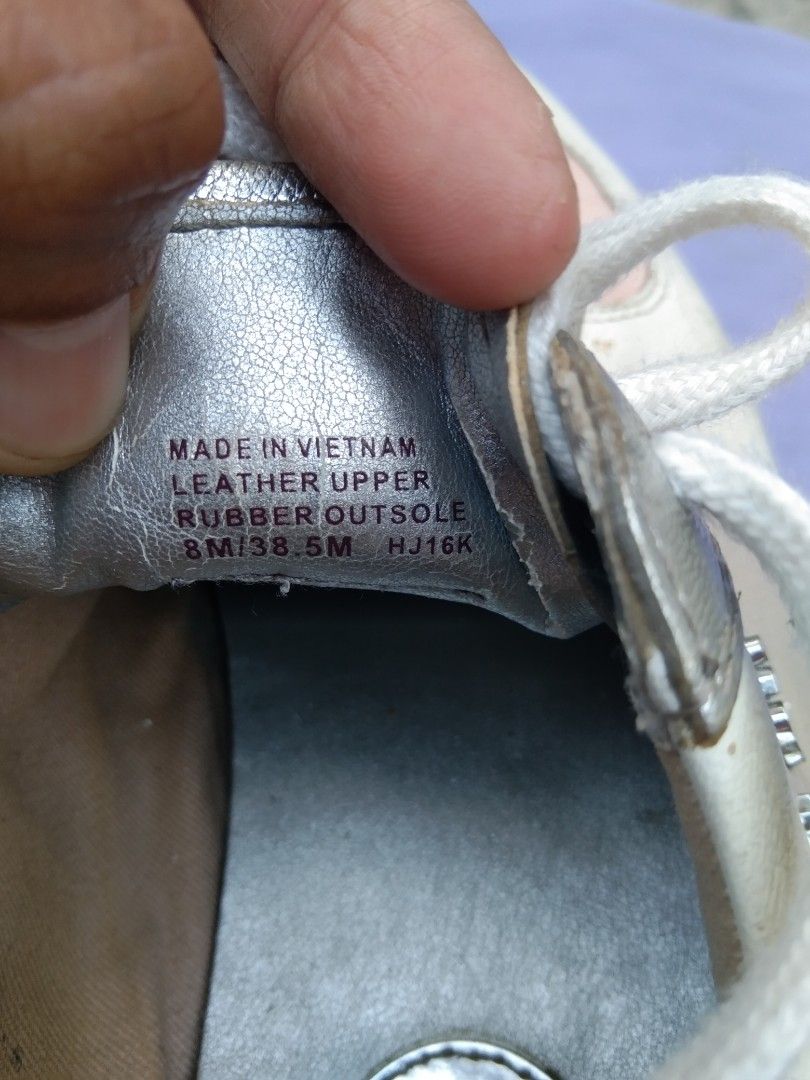 MADE IN VIETNAM
LEATHER UPPER
RUBBER OUTSOLE
8M/38.5M HJ16K